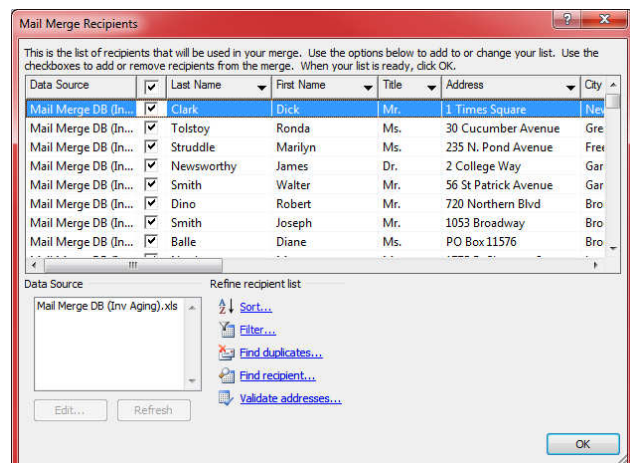 Mail Merge Recipients
This is the list of recipients that will be used in your merge. Use the options below to add to or change your list. Use the
checkboxes to add or remove recipients from the merge. When your list is ready, click OK.
Data Source Last Name First Name Title Address City
Mail Merge DB (In... Clark Dick Mr. 1 Times Square Nev
Mail Merge DB (In... Tolstoy Ronda Ms. 30 Cucumber Avenue Gre
Mail Merge DB (In... Struddle Marilyn Ms. 235 N. Pond Avenue Free
Mail Merge DB (In... Newsworthy James Dr. 2 College Way Gar
Mail Merge DB (In... Smith Walter Mr. 56 St Patrick Avenue Gar
Mail Merge DB (In... Dino Robert Mr. 720 Northern Blvd Bro
Mail Merge DB (In... Smith Joseph Mr. 1053 Broadway Bro
Mail Merge DB (In... Balle Diane Ms. PO Box 11576 Bro
Data Source Refine recipient list
Mail Merge DB (Inv Aging).xls
Sort...
Filter...
Find duplicates...
Find recipient...
Validate addresses...
Edit... Refresh
OK